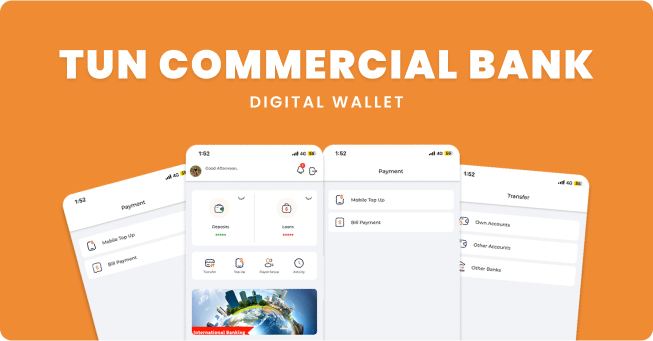 TUN COMMERCIAL BANK
DIGITAL WALLET
1:52
4G
Payment
Mobile Top Up
Bill Payment
1:52
4G
Good Afternoon,
Deposits
Loans
Transfer
Top Up
Payee Setup
Activity
International Banking
1:52
4G
Payment
Mobile Top Up
Bill Payment
1:52
4G
Transfer
Own Accounts
Other Accounts
Other Banks